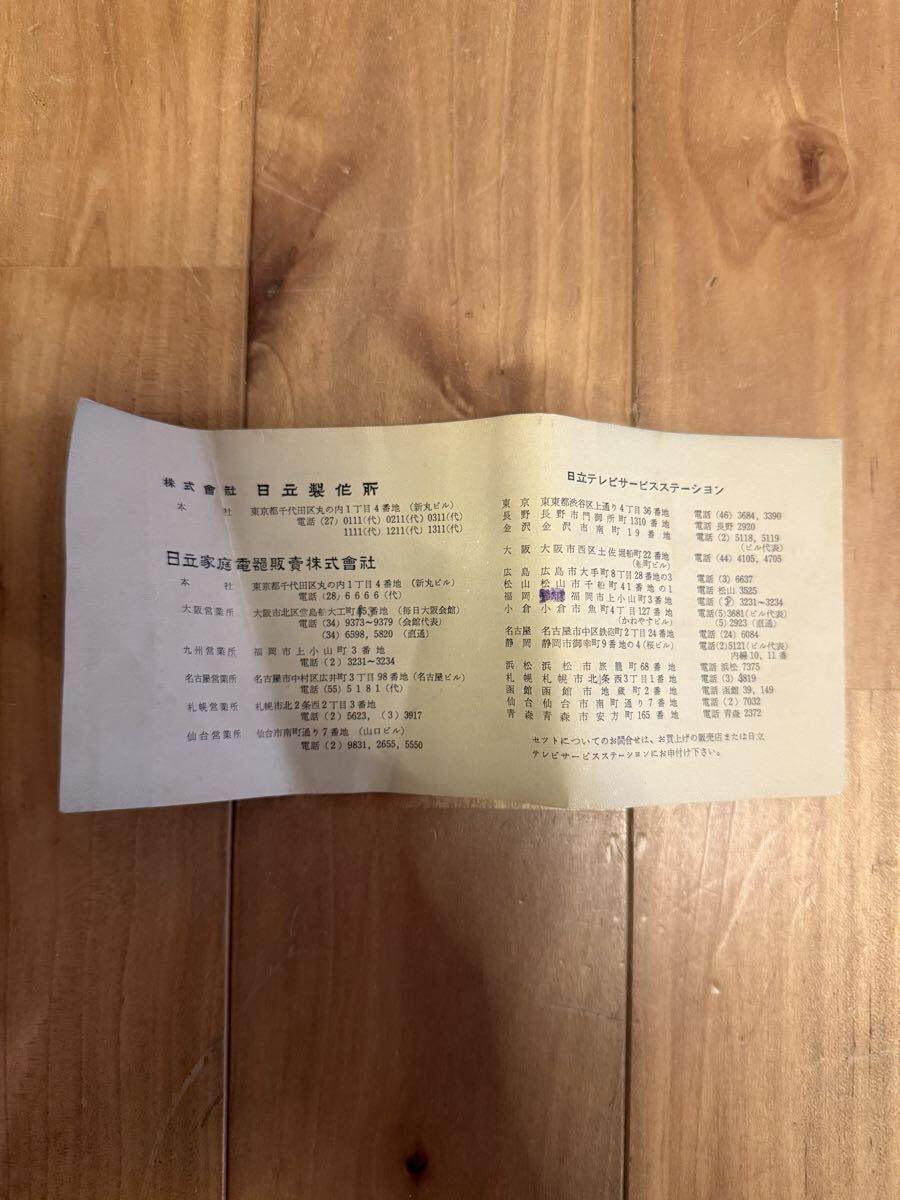 株式會社 日立製作所
本社 東京都千代田区丸の内1丁目4番地 (新丸ビル)
電話 (27) 0111(代) 0211(代) 0311(代)
1111(代) 1211(代) 1311(代)
日立家庭電器販賣株式會社
本社 東京都千代田区丸の内1丁目4番地 (新丸ビル)
電話 (28) 6666 (代)
大阪営業所 大阪市北区堂島船大工町 番地 (毎日大阪会館)
電話 (34) 9373〜9379 (会館代表)
(34) 6598, 5820 (直通)
九州営業所 福岡市上小山町3番地
電話 (2) 3231〜3234
名古屋営業所 名古屋市中村区広井町3丁目98番地 (名古屋ビル)
電話 (55) 5181 (代)
札幌営業所 札幌市北2条西2丁目3番地
電話 (2) 5623, (3) 3917
仙台営業所 仙台市南町通り7番地 (山口ビル)
電話 (2) 9831, 2655, 5550
日立テレビサービスステーション
東京 東東都渋谷区上通り4丁目36番地 電話 (46) 3684, 3390
長野 長野市門御所町1310番地 電話 長野 2920
金沢 金沢市南町19番地 電話 (2) 5118, 5119
(ビル代表)
大阪 大阪市西区土佐堀船町22番地 電話 (44) 4105, 4705
(船町ビル)
広島 広島市大手町8丁目28番地の3 電話 (3) 6637
松山 松山市千船町41番地の1 電話 松山 3525
福岡 福岡市上小山町3番地 電話 3231〜3234
小倉 小倉市魚町4丁目127番地 電話 (5)3681(ビル代表)
(かねやすビル) (5) 2923 (直通)
名古屋 名古屋市中区鉄砲町2丁目24番地 電話 (24) 6084
静岡 静岡市御幸町9番地の4 (桜ビル) 電話 (2)5121(ビル代表)
内線10, 11番
浜松 浜松市旅籠町68番地 電話 浜松 7375
札幌 札幌市北 条西3丁目1番地 電話 (3) 3819
函館 函館市地蔵町2番地 電話 函館 39, 149
仙台 仙台市南町通り7番地 電話 (2) 7032
青森 青森市安方町165番地 電話 青森 2372
セツトについてのお問合せは、お買上げの販売店または日立
テレビサービスステーションにお申付け下さい。